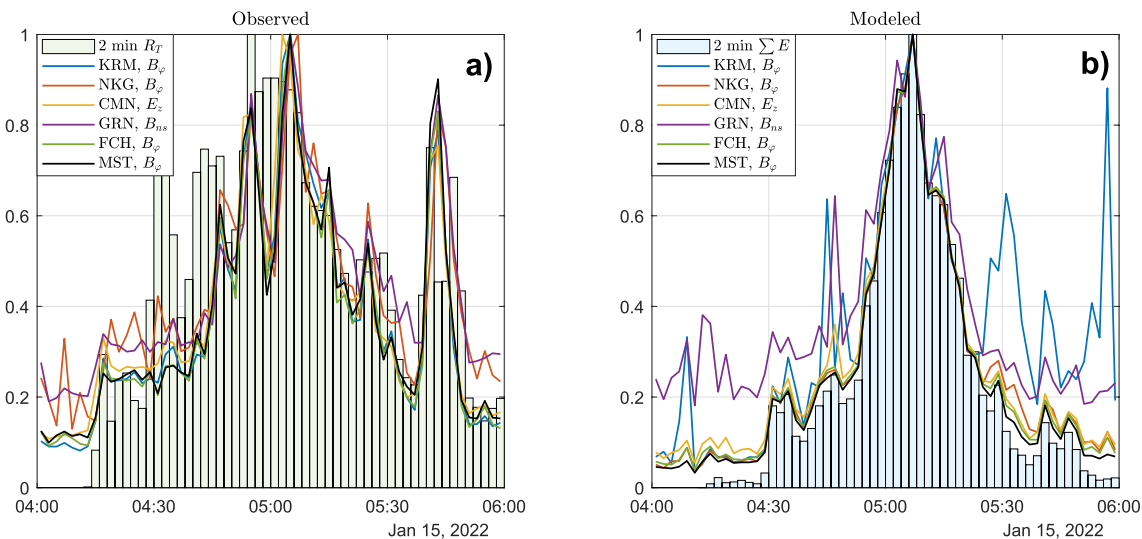 Observed
a)
2 min R_T
KRM, B_φ
NKG, B_φ
CMN, E_z
GRN, B_ns
FCH, B_φ
MST, B_φ
1
0.8
0.6
0.4
0.2
0
04:00 04:30 05:00 05:30 06:00
Jan 15, 2022
Modeled
b)
2 min ∑ E
KRM, B_φ
NKG, B_φ
CMN, E_z
GRN, B_ns
FCH, B_φ
MST, B_φ
1
0.8
0.6
0.4
0.2
0
04:00 04:30 05:00 05:30 06:00
Jan 15, 2022